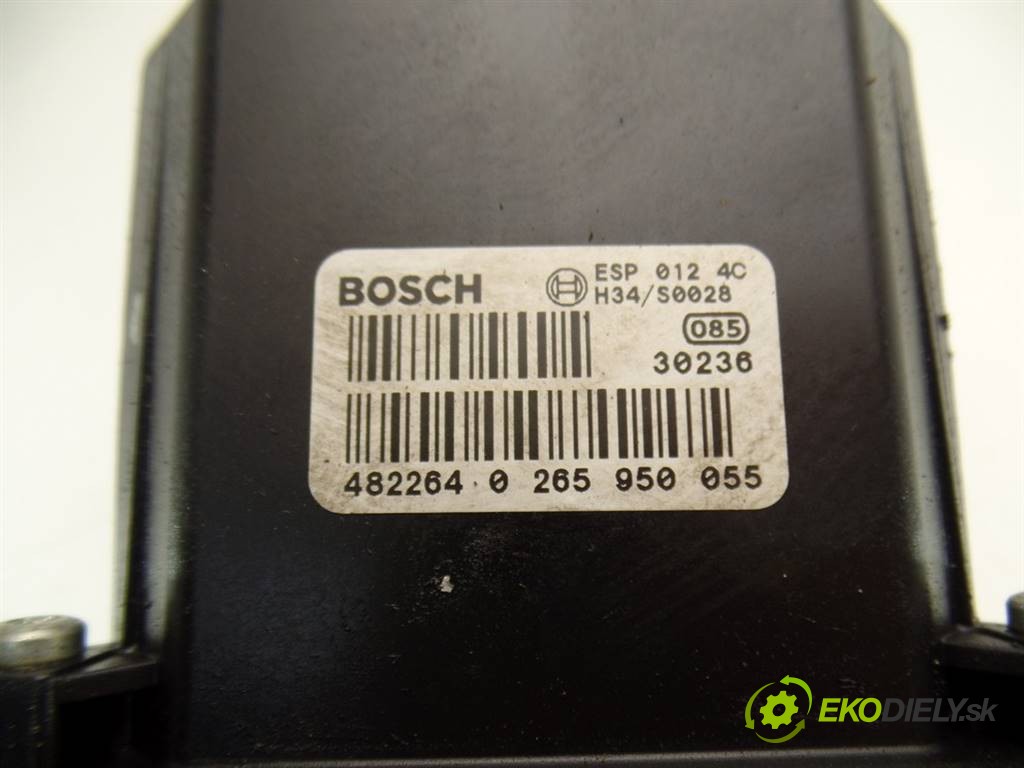 BOSCH
ESP 012 4C
H34/S0028
085
30236
482264 0 265 950 055
EKODIELY.sk